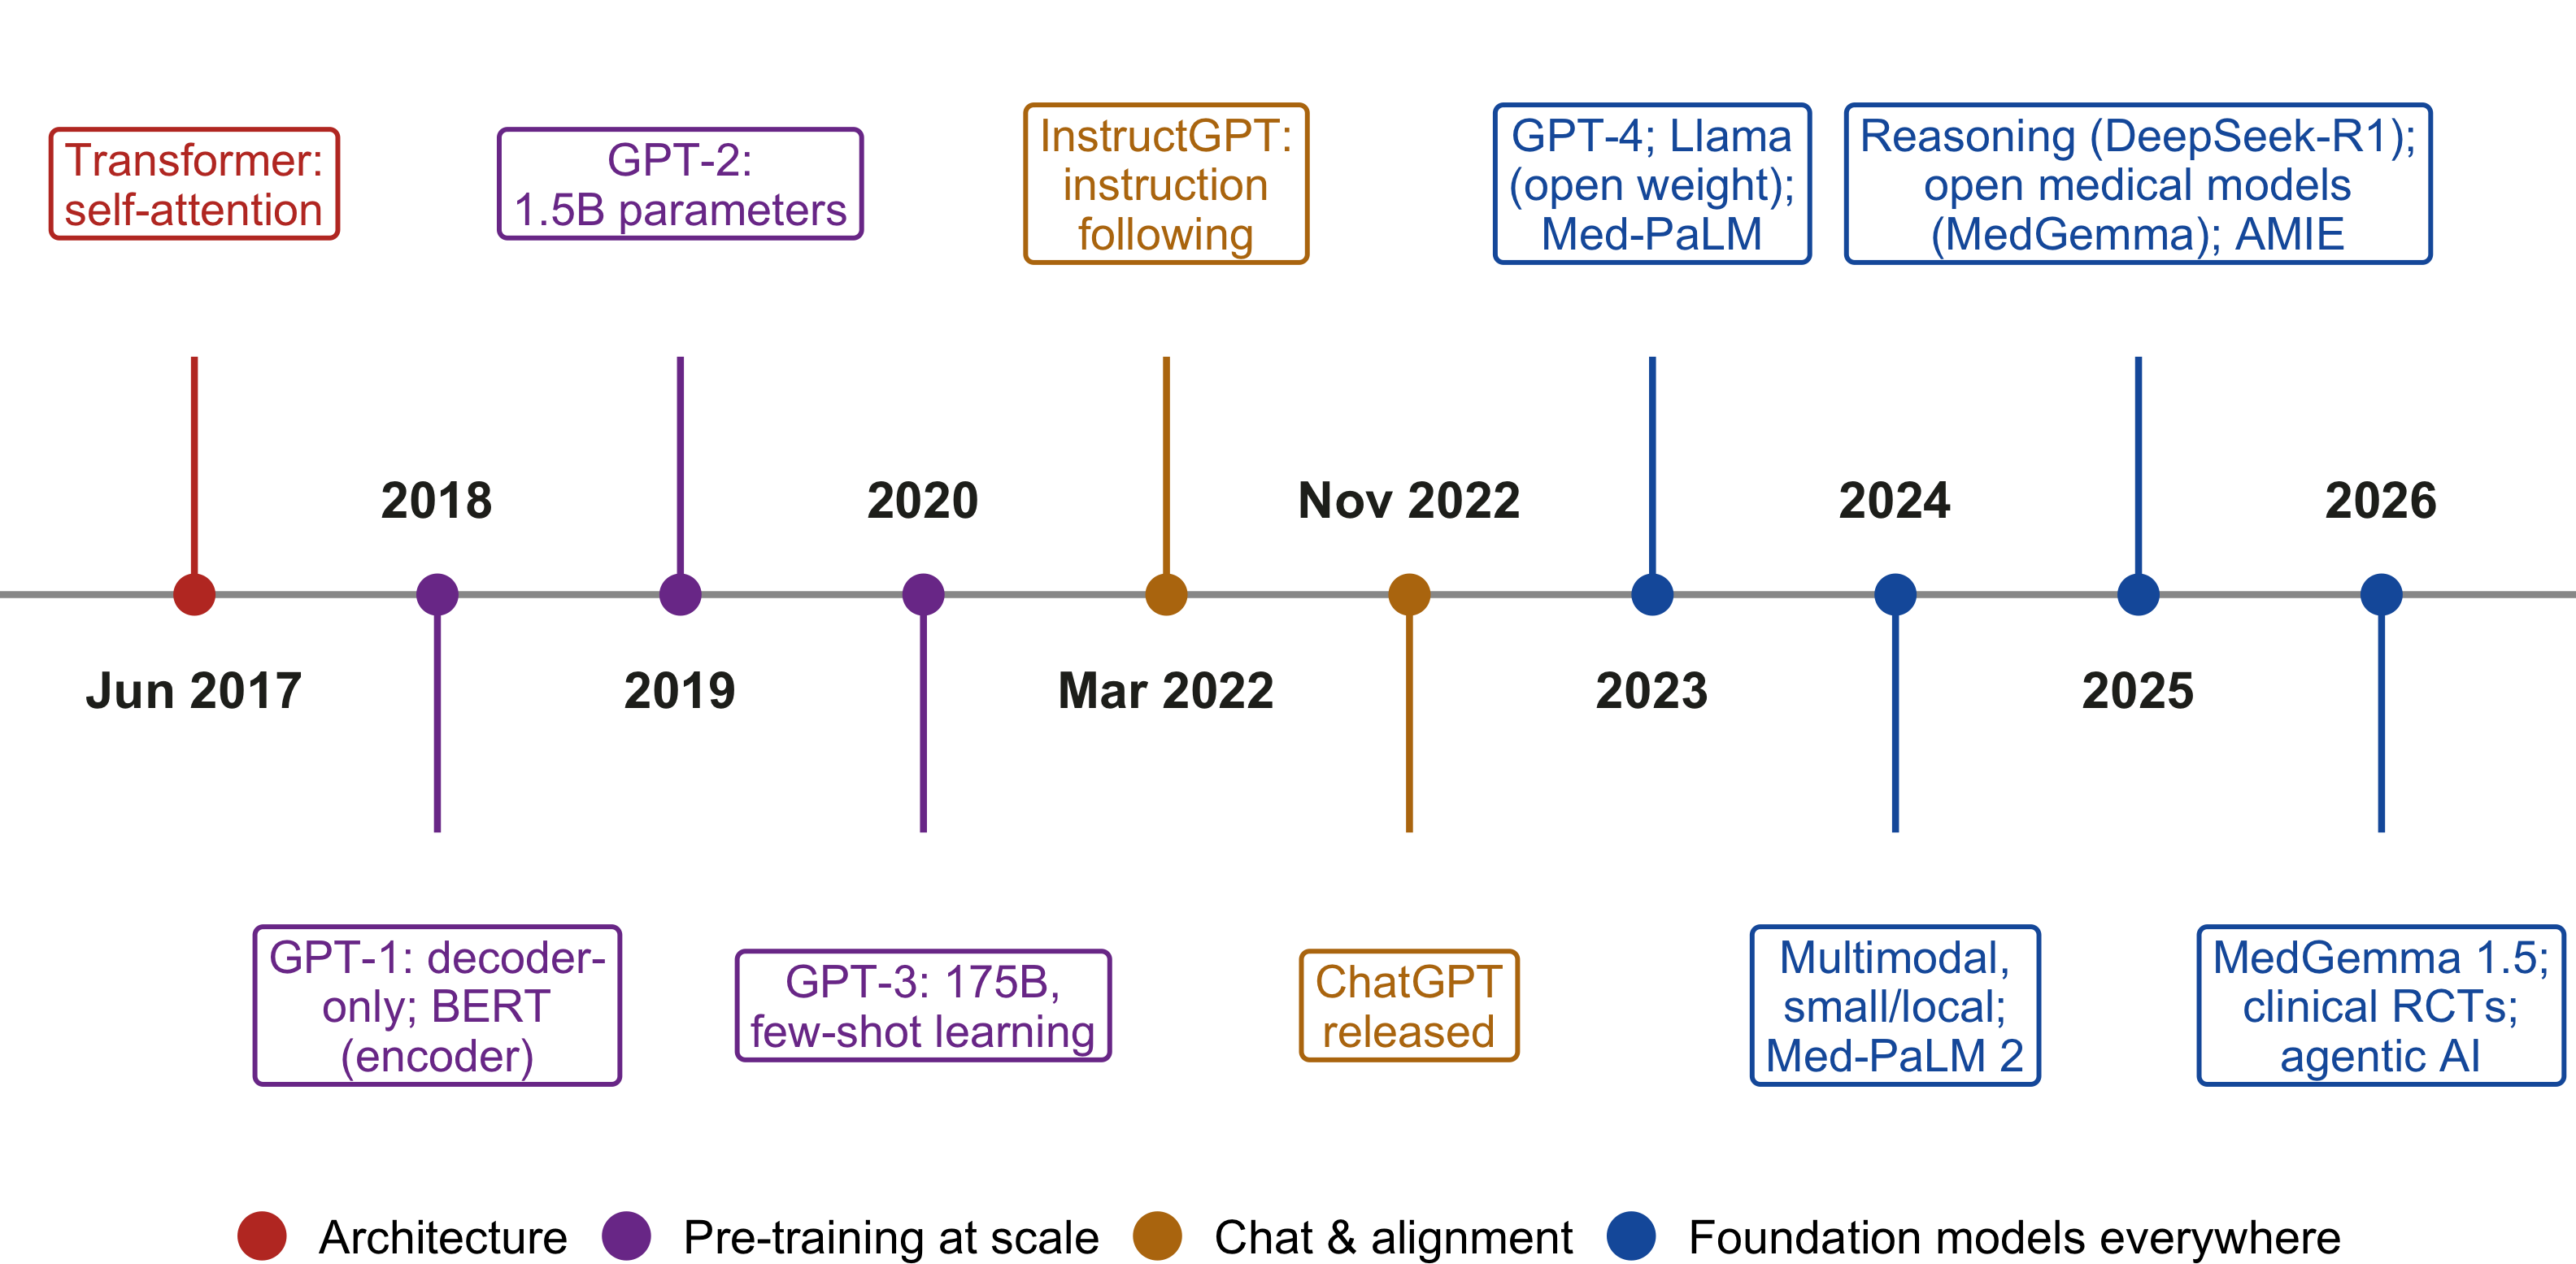 Transformer:
self-attention
GPT-2:
1.5B parameters
InstructGPT:
instruction
following
GPT-4; Llama
(open weight);
Med-PaLM
Reasoning (DeepSeek-R1);
open medical models
(MedGemma); AMIE
2018
2020
Nov 2022
2024
2026
Jun 2017
2019
Mar 2022
2023
2025
GPT-1: decoder-
only; BERT
(encoder)
GPT-3: 175B,
few-shot learning
ChatGPT
released
Multimodal,
small/local;
Med-PaLM 2
MedGemma 1.5;
clinical RCTs;
agentic AI
Architecture
Pre-training at scale
Chat & alignment
Foundation models everywhere